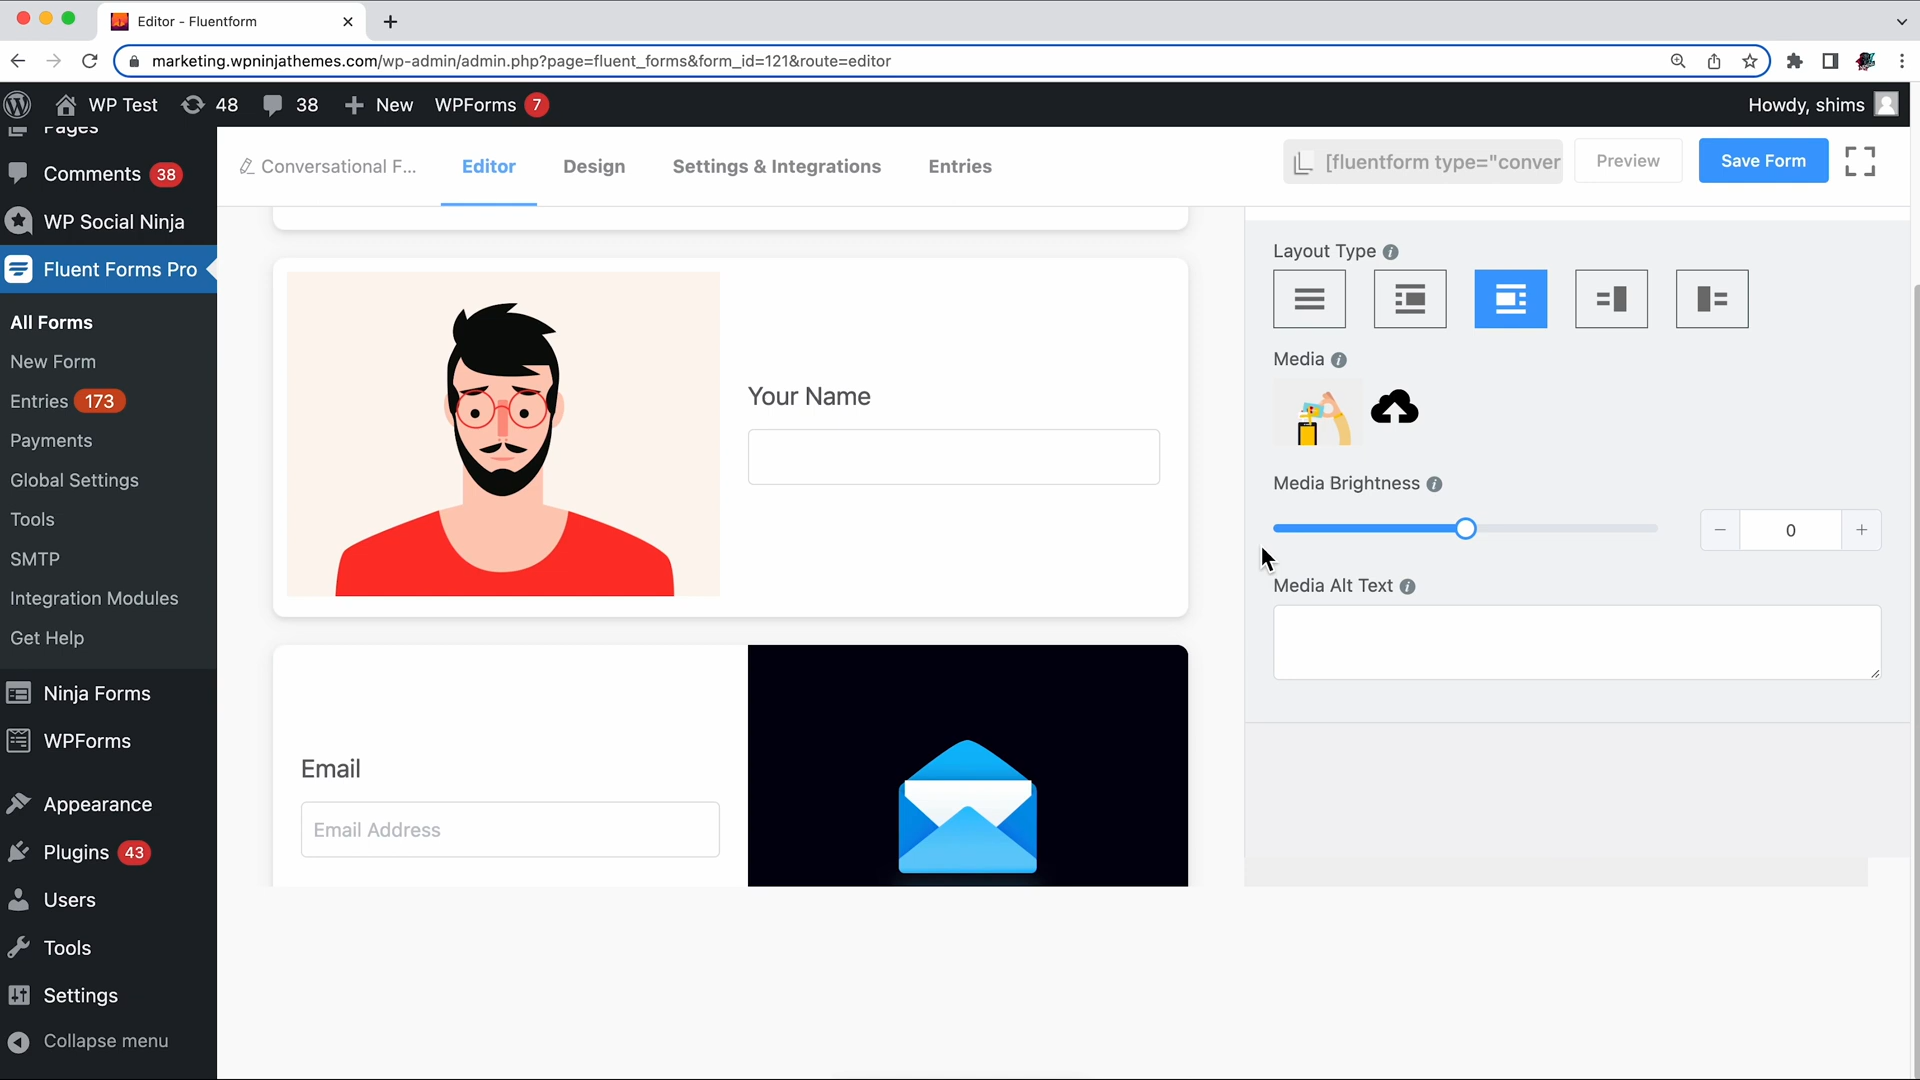 Editor - Fluentform
marketing.wpninjathemes.com/wp-admin/admin.php?page=fluent_forms&form_id=121&route=editor
WP Test 48 38 New WPForms 7 Howdy, shims
Pages
Comments 38
WP Social Ninja
Fluent Forms Pro
All Forms
New Form
Entries 173
Payments
Global Settings
Tools
SMTP
Integration Modules
Get Help
Ninja Forms
WPForms
Appearance
Plugins 43
Users
Tools
Settings
Collapse menu
Conversational F... Editor Design Settings & Integrations Entries [fluentform type="conver Preview Save Form
Your Name
Email
Email Address
Layout Type
Media
Media Brightness
0
Media Alt Text